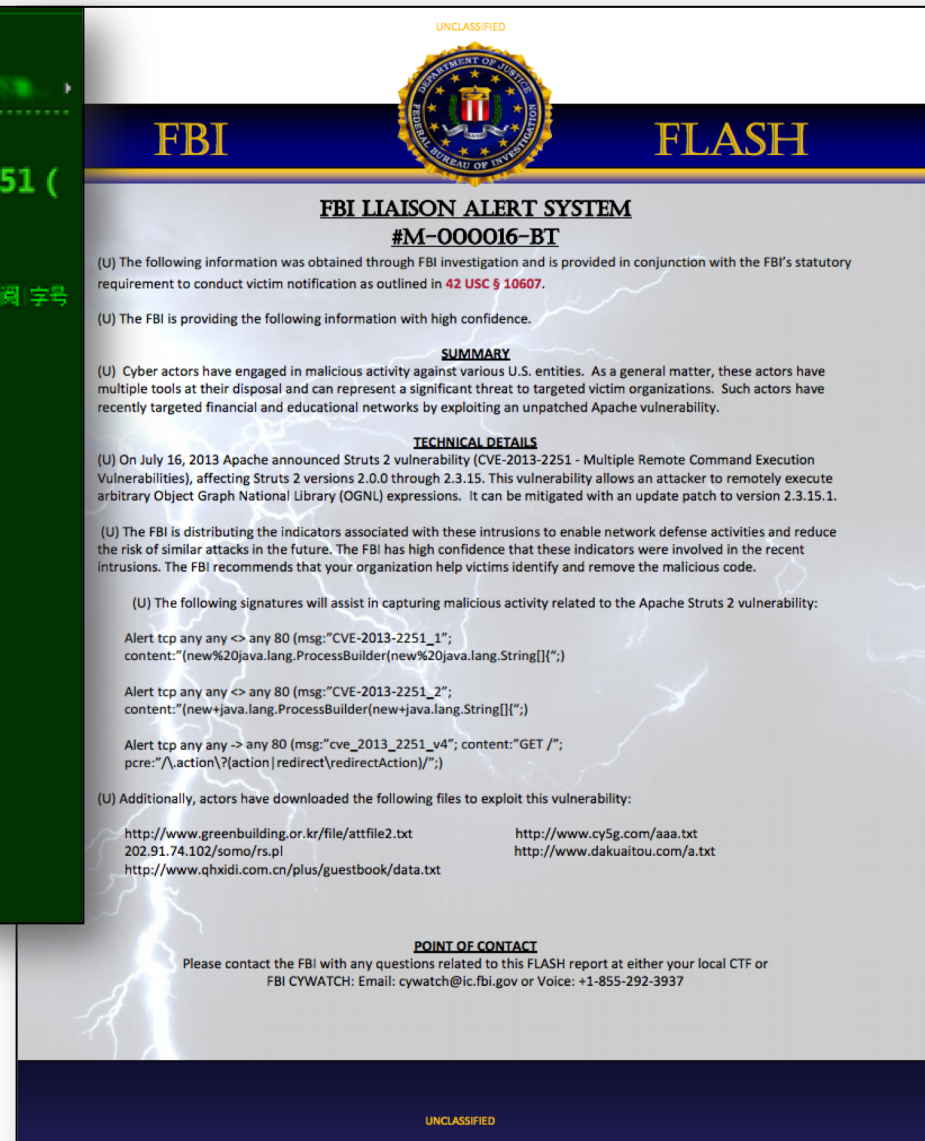 51 (
阅 字号
UNCLASSIFIED
DEPARTMENT OF JUSTICE
FEDERAL BUREAU OF INVESTIGATION
FBI FLASH
FBI LIAISON ALERT SYSTEM
#M-000016-BT
(U) The following information was obtained through FBI investigation and is provided in conjunction with the FBI’s statutory
requirement to conduct victim notification as outlined in 42 USC § 10607.
(U) The FBI is providing the following information with high confidence.
SUMMARY
(U) Cyber actors have engaged in malicious activity against various U.S. entities. As a general matter, these actors have
multiple tools at their disposal and can represent a significant threat to targeted victim organizations. Such actors have
recently targeted financial and educational networks by exploiting an unpatched Apache vulnerability.
TECHNICAL DETAILS
(U) On July 16, 2013 Apache announced Struts 2 vulnerability (CVE-2013-2251 - Multiple Remote Command Execution
Vulnerabilities), affecting Struts 2 versions 2.0.0 through 2.3.15. This vulnerability allows an attacker to remotely execute
arbitrary Object Graph National Library (OGNL) expressions. It can be mitigated with an update patch to version 2.3.15.1.
(U) The FBI is distributing the indicators associated with these intrusions to enable network defense activities and reduce
the risk of similar attacks in the future. The FBI has high confidence that these indicators were involved in the recent
intrusions. The FBI recommends that your organization help victims identify and remove the malicious code.
(U) The following signatures will assist in capturing malicious activity related to the Apache Struts 2 vulnerability:
Alert tcp any any <> any 80 (msg:”CVE-2013-2251_1”;
content:”(new%20java.lang.ProcessBuilder(new%20java.lang.String[]{“;)
Alert tcp any any <> any 80 (msg:”CVE-2013-2251_2”;
content:”(new+java.lang.ProcessBuilder(new+java.lang.String[]{“;)
Alert tcp any any -> any 80 (msg:”cve_2013_2251_v4”; content:”GET /”;
pcre:”/\.action\?(action|redirect\redirectAction)/”;)
(U) Additionally, actors have downloaded the following files to exploit this vulnerability:
http://www.greenbuilding.or.kr/file/attfile2.txt http://www.cy5g.com/aaa.txt
202.91.74.102/somo/rs.pl http://www.dakuaitou.com/a.txt
http://www.qhxidi.com.cn/plus/guestbook/data.txt
POINT OF CONTACT
Please contact the FBI with any questions related to this FLASH report at either your local CTF or
FBI CYWATCH: Email: cywatch@ic.fbi.gov or Voice: +1-855-292-3937
UNCLASSIFIED